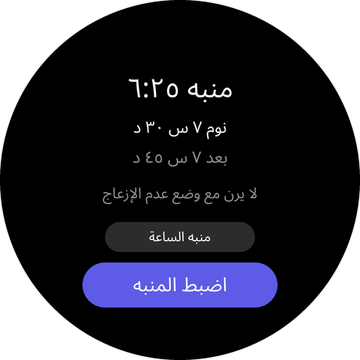 منبه ٦:٢٥
نوم ٧ س ٣٠ د
بعد ٧ س ٤٥ د
لا يرن مع وضع عدم الإزعاج
منبه الساعة
اضبط المنبه